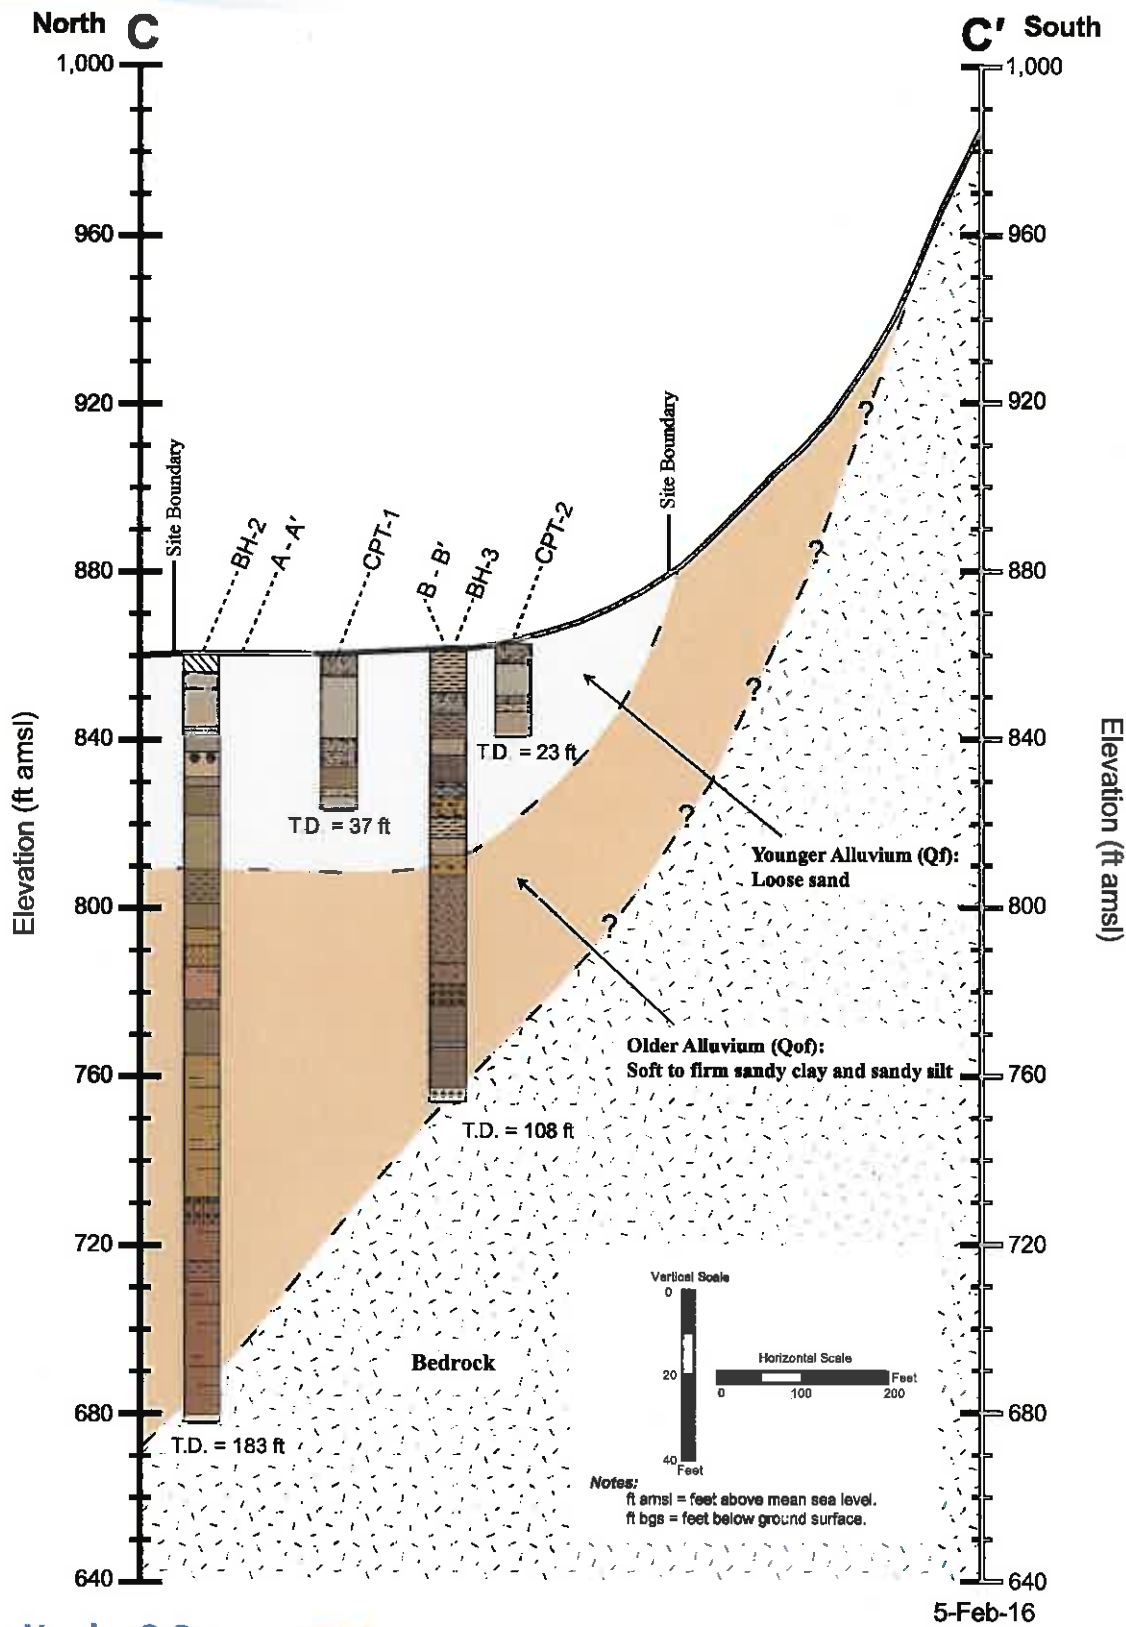 North C
C′ South
1,000
1,000
960
960
920
920
880
880
840
840
800
800
760
760
720
720
680
680
640
640
Elevation (ft amsl)
Elevation (ft amsl)
Site Boundary
BH-2
A - A′
CPT-1
B - B′
BH-3
CPT-2
Site Boundary
?
?
?
?
?
T.D. = 23 ft
T.D. = 37 ft
Younger Alluvium (Qf):
Loose sand
Older Alluvium (Qof):
Soft to firm sandy clay and sandy silt
T.D. = 108 ft
Bedrock
T.D. = 183 ft
Vertical Scale
0
20
40
Feet
Horizontal Scale
Feet
0 100 200
Notes:
ft amsl = feet above mean sea level.
ft bgs = feet below ground surface.
5-Feb-16